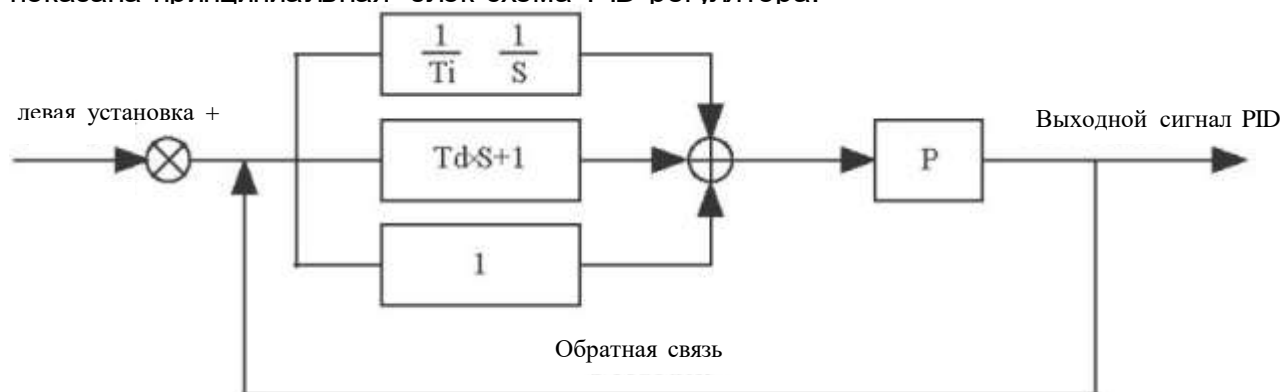 показана принципиальная блок-схема PID-регулятора.
1 1
Ti S
левая установка +
Выходной сигнал PID
Td×S+1
P
1
Обратная связь